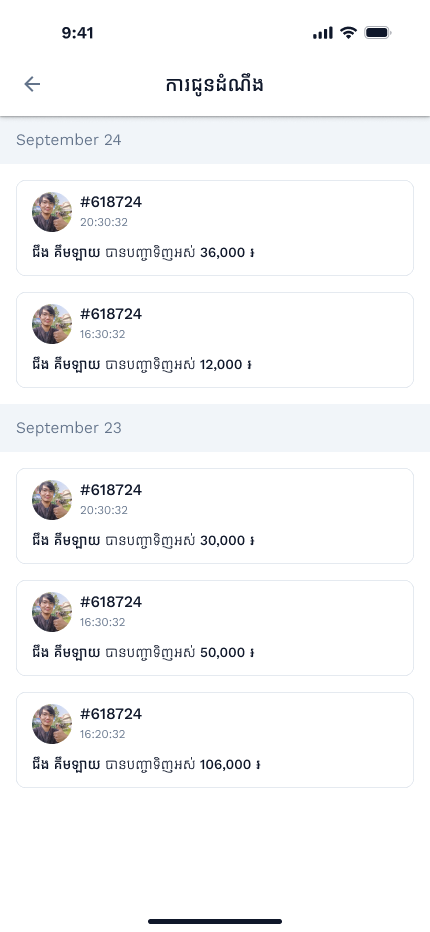 9:41
ការជូនដំណឹង
September 24
#618724
20:30:32
ជឹង គឹមឡាយ បានបញ្ជាទិញអស់ 36,000 ៛
#618724
16:30:32
ជឹង គឹមឡាយ បានបញ្ជាទិញអស់ 12,000 ៛
September 23
#618724
20:30:32
ជឹង គឹមឡាយ បានបញ្ជាទិញអស់ 30,000 ៛
#618724
16:30:32
ជឹង គឹមឡាយ បានបញ្ជាទិញអស់ 50,000 ៛
#618724
16:20:32
ជឹង គឹមឡាយ បានបញ្ជាទិញអស់ 106,000 ៛